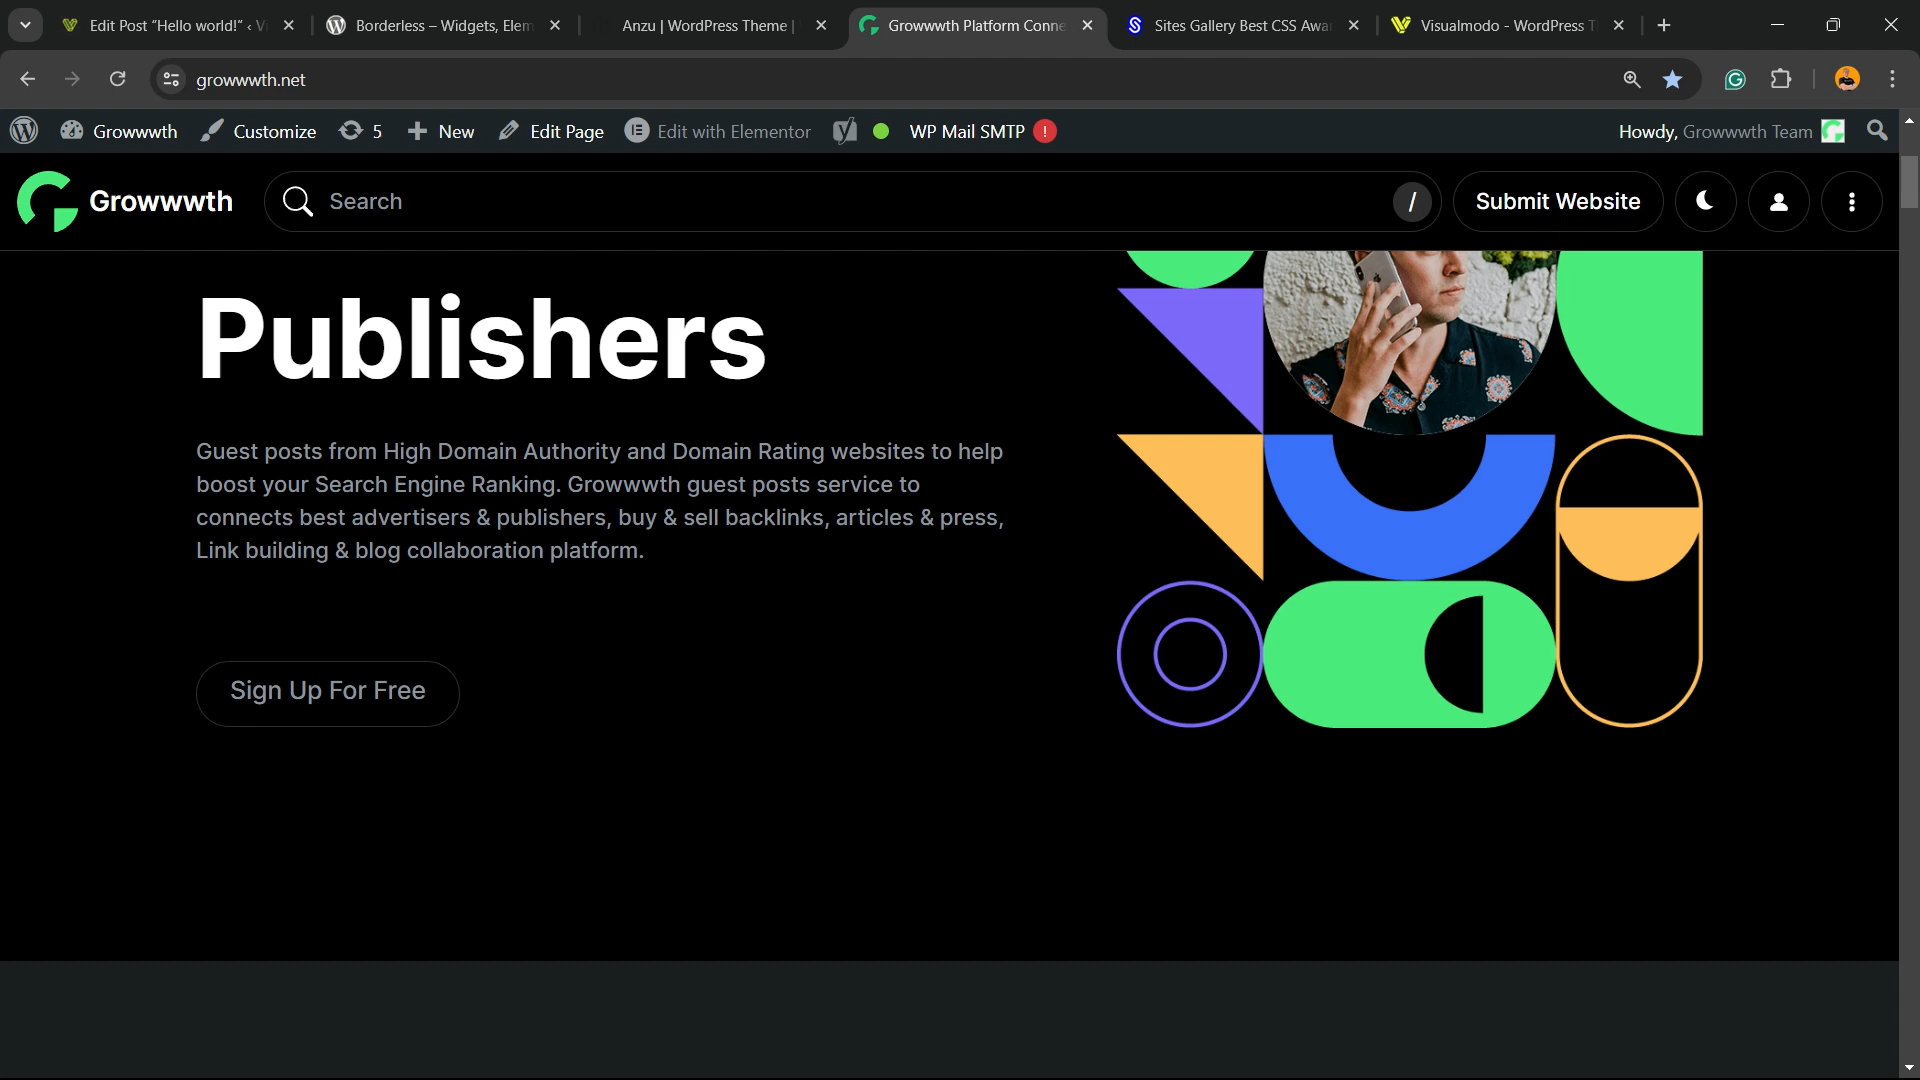 Edit Post “Hello world!” ‹ Vi
Borderless – Widgets, Elem
Anzu | WordPress Theme |
Growwwth Platform Conne
Sites Gallery Best CSS Awar
Visualmodo - WordPress T
growwwth.net
Growwwth
Customize
5
New
Edit Page
Edit with Elementor
WP Mail SMTP !
Howdy, Growwwth Team
Growwwth
Search
/
Submit Website
Publishers
Guest posts from High Domain Authority and Domain Rating websites to help
boost your Search Engine Ranking. Growwwth guest posts service to
connects best advertisers & publishers, buy & sell backlinks, articles & press,
Link building & blog collaboration platform.
Sign Up For Free